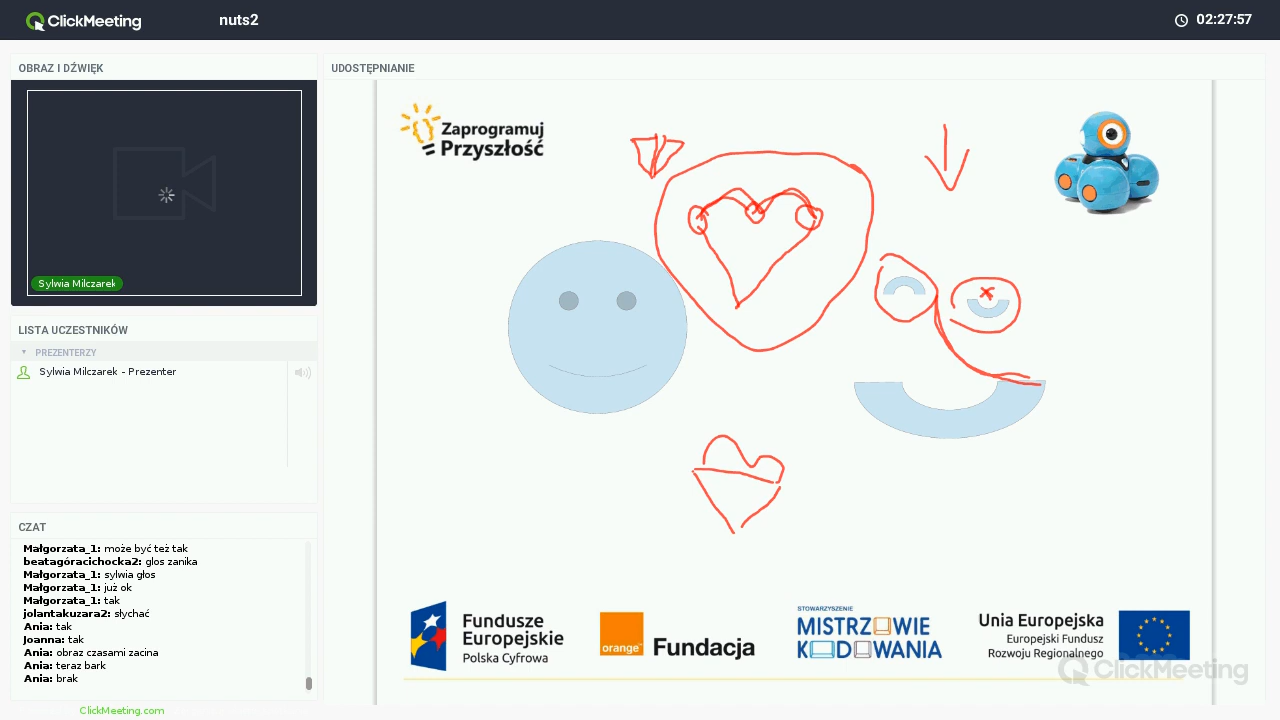 ClickMeeting
nuts2
02:27:57
OBRAZ I DŹWIĘK
Sylwia Milczarek
LISTA UCZESTNIKÓW
PREZENTERZY
Sylwia Milczarek - Prezenter
CZAT
Małgorzata_1: może być też tak
beatagóracichocka2: glos zanika
Małgorzata_1: sylwia głos
Małgorzata_1: już ok
Małgorzata_1: tak
jolantakuzara2: słychać
Ania: tak
Joanna: tak
Ania: obraz czasami zacina
Ania: teraz bark
Ania: brak
ClickMeeting.com
UDOSTĘPNIANIE
Zaprogramuj
Przyszłość
Fundusze
Europejskie
Polska Cyfrowa
orange™
Fundacja
STOWARZYSZENIE
MISTRZOWIE
KODOWANIA
Unia Europejska
Europejski Fundusz
Rozwoju Regionalnego
ClickMeeting